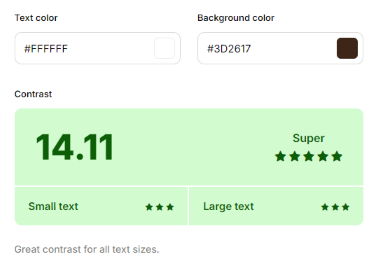 Text color
Background color
#FFFFFF
#3D2617
Contrast
14.11
Super
Small text
Large text
Great contrast for all text sizes.